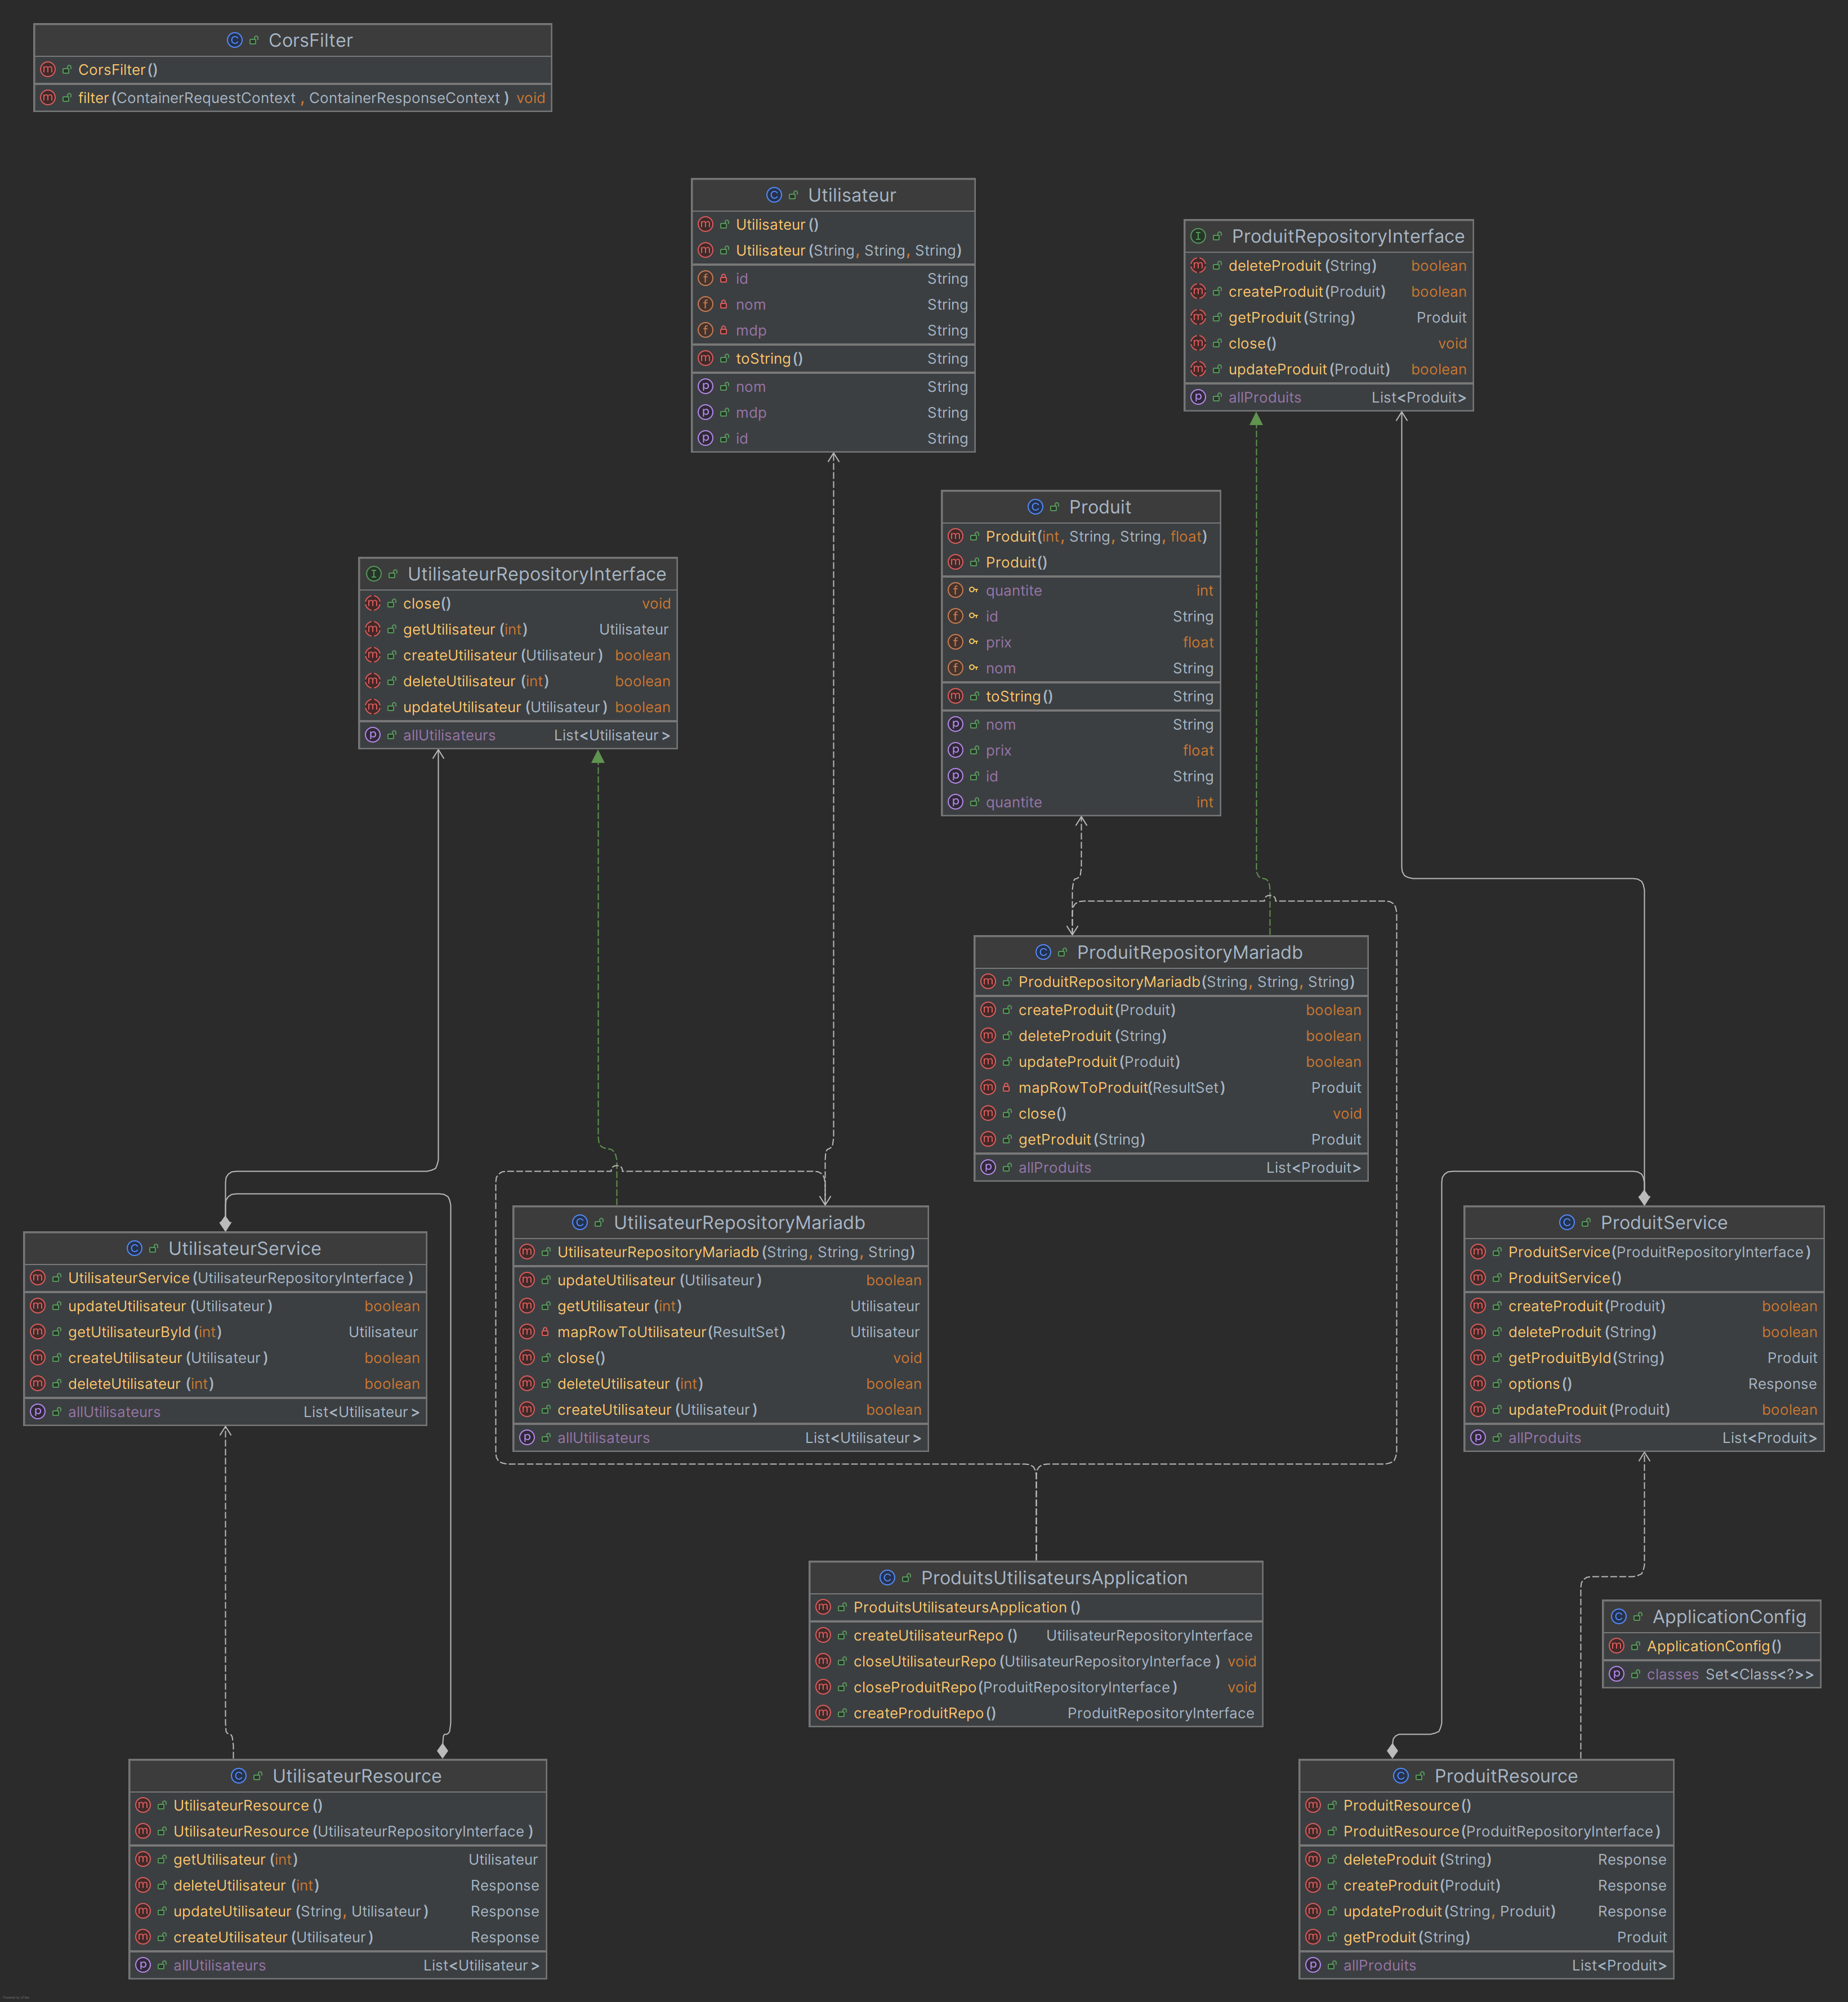 CorsFilter
CorsFilter()
filter(ContainerRequestContext, ContainerResponseContext) void
Utilisateur
Utilisateur()
Utilisateur(String, String, String)
id String
nom String
mdp String
toString() String
nom String
mdp String
id String
ProduitRepositoryInterface
deleteProduit(String) boolean
createProduit(Produit) boolean
getProduit(String) Produit
close() void
updateProduit(Produit) boolean
allProduits List<Produit>
Produit
Produit(int, String, String, float)
Produit()
quantite int
id String
prix float
nom String
toString() String
nom String
prix float
id String
quantite int
UtilisateurRepositoryInterface
close() void
getUtilisateur(int) Utilisateur
createUtilisateur(Utilisateur) boolean
deleteUtilisateur(int) boolean
updateUtilisateur(Utilisateur) boolean
allUtilisateurs List<Utilisateur>
ProduitRepositoryMariadb
ProduitRepositoryMariadb(String, String, String)
createProduit(Produit) boolean
deleteProduit(String) boolean
updateProduit(Produit) boolean
mapRowToProduit(ResultSet) Produit
close() void
getProduit(String) Produit
allProduits List<Produit>
UtilisateurService
UtilisateurService(UtilisateurRepositoryInterface)
updateUtilisateur(Utilisateur) boolean
getUtilisateurById(int) Utilisateur
createUtilisateur(Utilisateur) boolean
deleteUtilisateur(int) boolean
allUtilisateurs List<Utilisateur>
UtilisateurRepositoryMariadb
UtilisateurRepositoryMariadb(String, String, String)
updateUtilisateur(Utilisateur) boolean
getUtilisateur(int) Utilisateur
mapRowToUtilisateur(ResultSet) Utilisateur
close() void
deleteUtilisateur(int) boolean
createUtilisateur(Utilisateur) boolean
allUtilisateurs List<Utilisateur>
ProduitService
ProduitService(ProduitRepositoryInterface)
ProduitService()
createProduit(Produit) boolean
deleteProduit(String) boolean
getProduitById(String) Produit
options() Response
updateProduit(Produit) boolean
allProduits List<Produit>
ProduitsUtilisateursApplication
ProduitsUtilisateursApplication()
createUtilisateurRepo() UtilisateurRepositoryInterface
closeUtilisateurRepo(UtilisateurRepositoryInterface) void
closeProduitRepo(ProduitRepositoryInterface) void
createProduitRepo() ProduitRepositoryInterface
ApplicationConfig
ApplicationConfig()
classes Set<Class<?>>
UtilisateurResource
UtilisateurResource()
UtilisateurResource(UtilisateurRepositoryInterface)
getUtilisateur(int) Utilisateur
deleteUtilisateur(int) Response
updateUtilisateur(String, Utilisateur) Response
createUtilisateur(Utilisateur) Response
allUtilisateurs List<Utilisateur>
ProduitResource
ProduitResource()
ProduitResource(ProduitRepositoryInterface)
deleteProduit(String) Response
createProduit(Produit) Response
updateProduit(String, Produit) Response
getProduit(String) Produit
allProduits List<Produit>